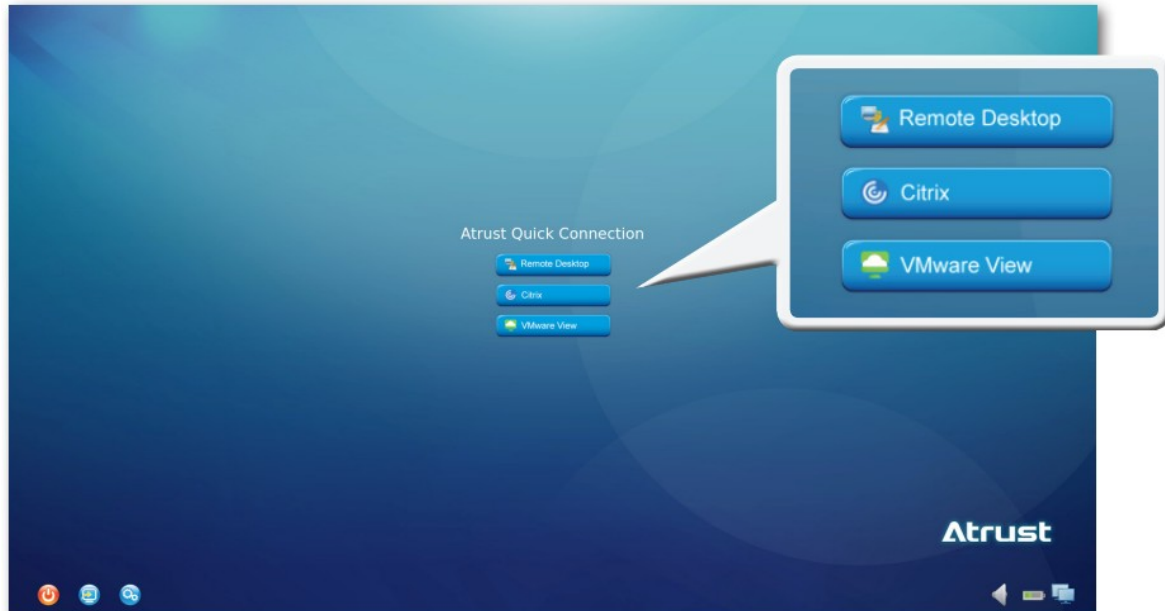 Atrust Quick Connection
Remote Desktop
Citrix
VMware View
Remote Desktop
Citrix
VMware View
Atrust